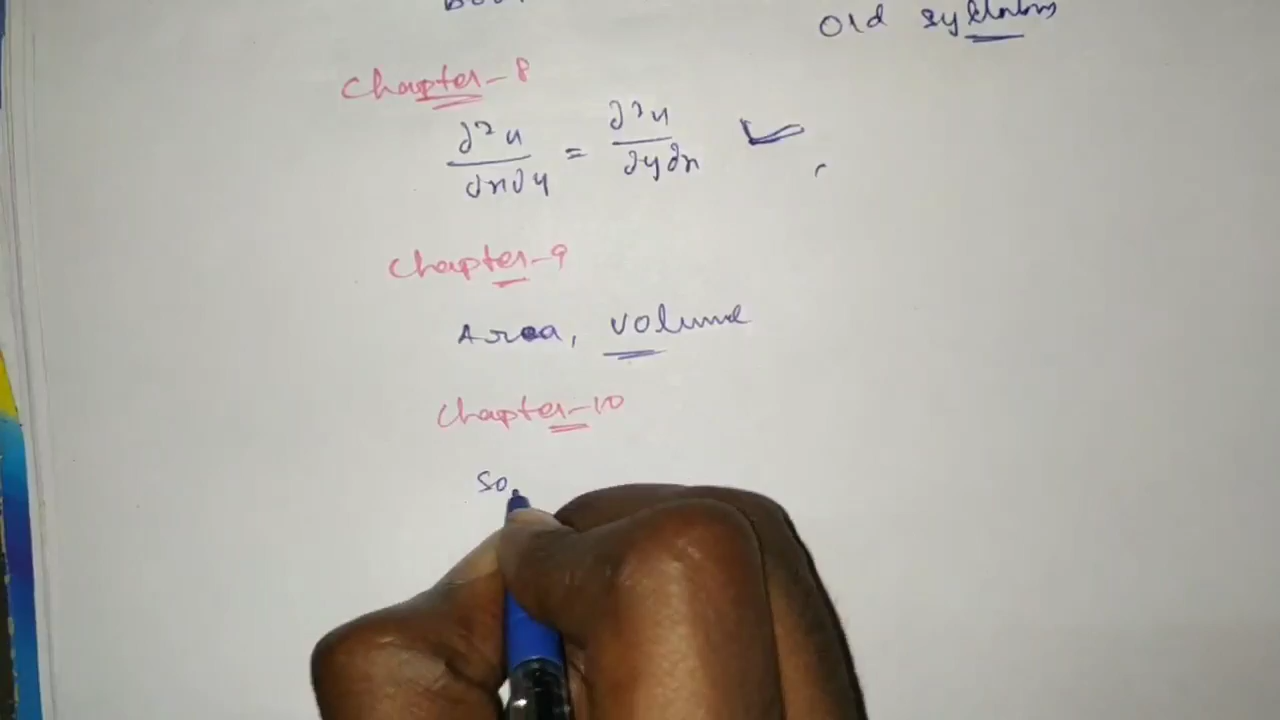 Old syllabus
Chapter-8
∂²u/∂x∂y = ∂²u/∂y∂x
Chapter-9
Area, volume
Chapter-10
So